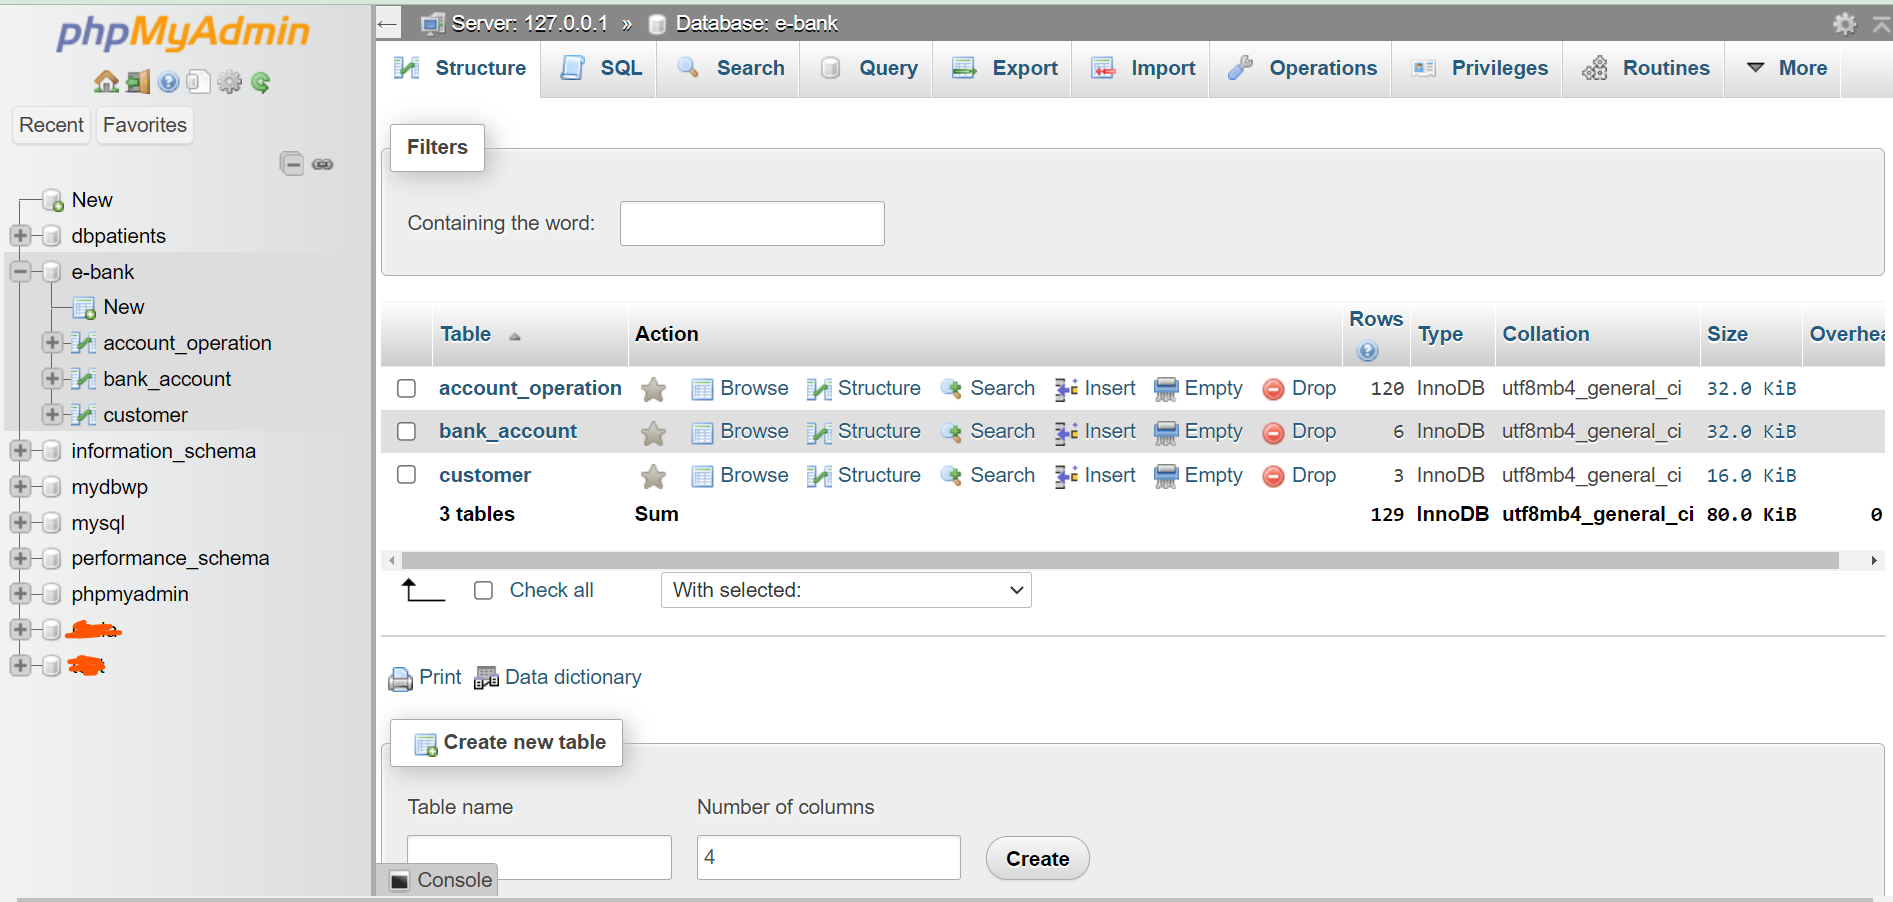 phpMyAdmin
Recent Favorites
New
dbpatients
e-bank
New
account_operation
bank_account
customer
information_schema
mydbwp
mysql
performance_schema
phpmyadmin
Server: 127.0.0.1 » Database: e-bank
Structure SQL Search Query Export Import Operations Privileges Routines More
Filters
Containing the word:
Table Action Rows Type Collation Size Overhea
account_operation Browse Structure Search Insert Empty Drop 120 InnoDB utf8mb4_general_ci 32.0 KiB
bank_account Browse Structure Search Insert Empty Drop 6 InnoDB utf8mb4_general_ci 32.0 KiB
customer Browse Structure Search Insert Empty Drop 3 InnoDB utf8mb4_general_ci 16.0 KiB
3 tables Sum 129 InnoDB utf8mb4_general_ci 80.0 KiB 0
Check all With selected:
Print Data dictionary
Create new table
Table name Number of columns
4 Create
Console